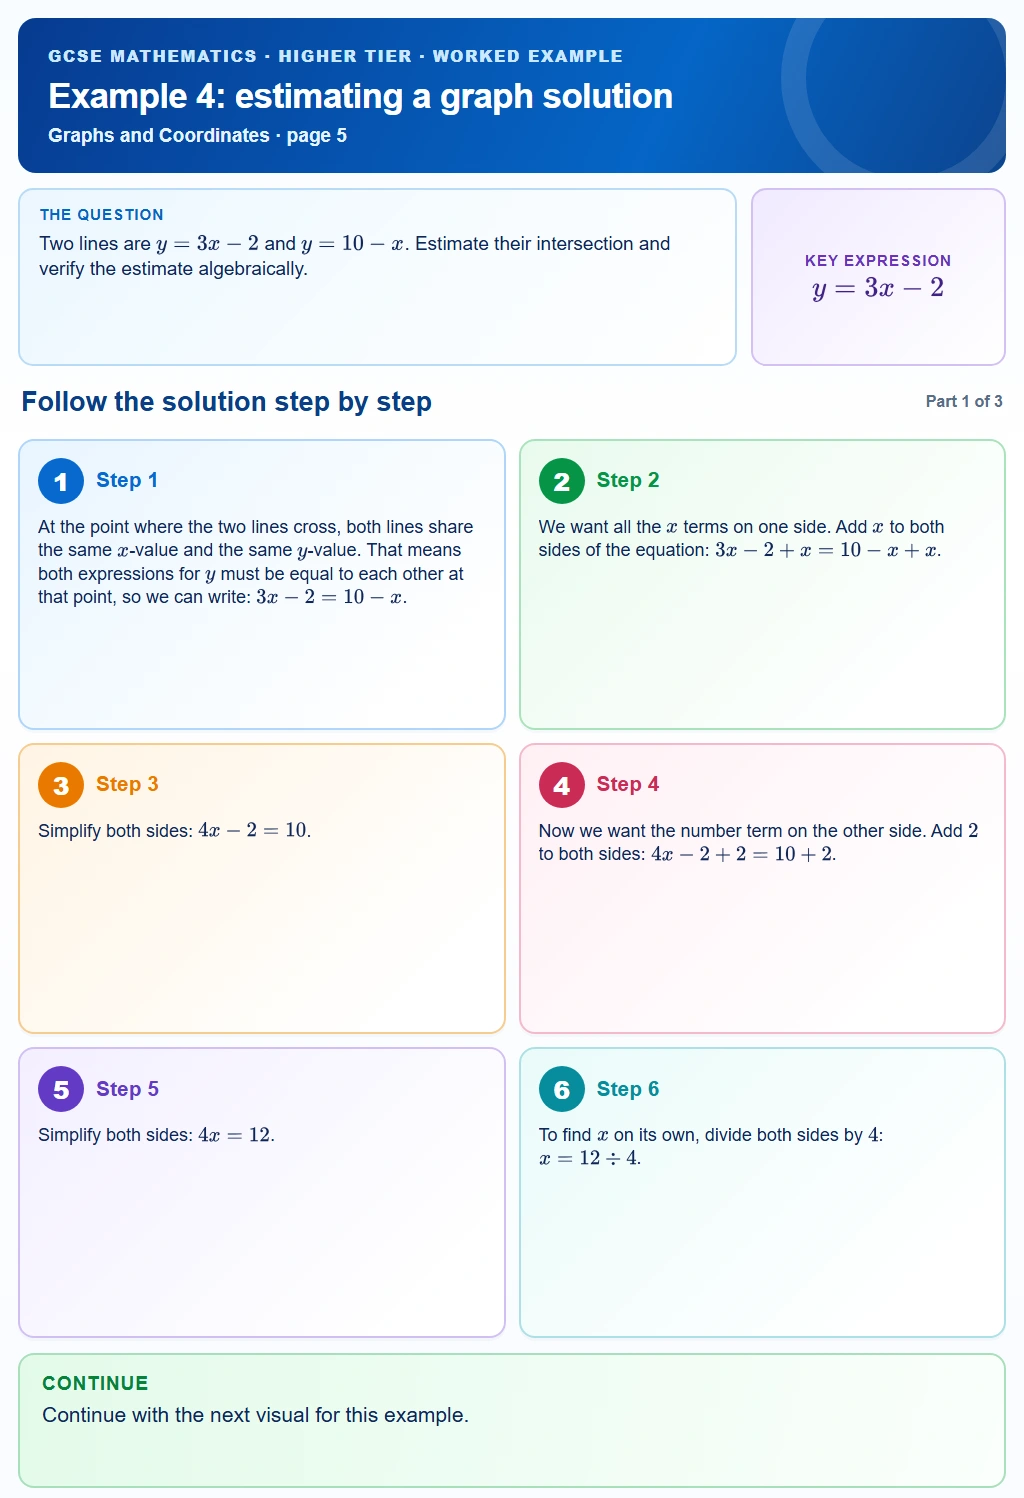 GCSE MATHEMATICS · HIGHER TIER · WORKED EXAMPLE
Example 4: estimating a graph solution
Graphs and Coordinates · page 5
THE QUESTION
Two lines are y = 3x − 2 and y = 10 − x. Estimate their intersection and
verify the estimate algebraically.
KEY EXPRESSION
y = 3x − 2
Follow the solution step by step
Part 1 of 3
1 Step 1
At the point where the two lines cross, both lines share
the same x-value and the same y-value. That means
both expressions for y must be equal to each other at
that point, so we can write: 3x − 2 = 10 − x.
2 Step 2
We want all the x terms on one side. Add x to both
sides of the equation: 3x − 2 + x = 10 − x + x.
3 Step 3
Simplify both sides: 4x − 2 = 10.
4 Step 4
Now we want the number term on the other side. Add 2
to both sides: 4x − 2 + 2 = 10 + 2.
5 Step 5
Simplify both sides: 4x = 12.
6 Step 6
To find x on its own, divide both sides by 4:
x = 12 ÷ 4.
CONTINUE
Continue with the next visual for this example.